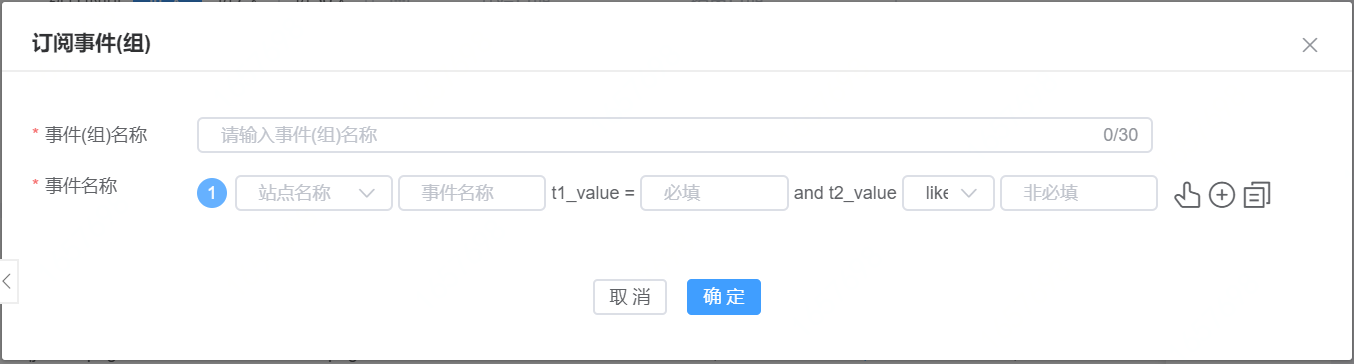 订阅事件(组)
* 事件(组)名称 请输入事件(组)名称 0/30
* 事件名称 1 站点名称 事件名称 t1_value = 必填 and t2_value like 非必填
取 消 确 定